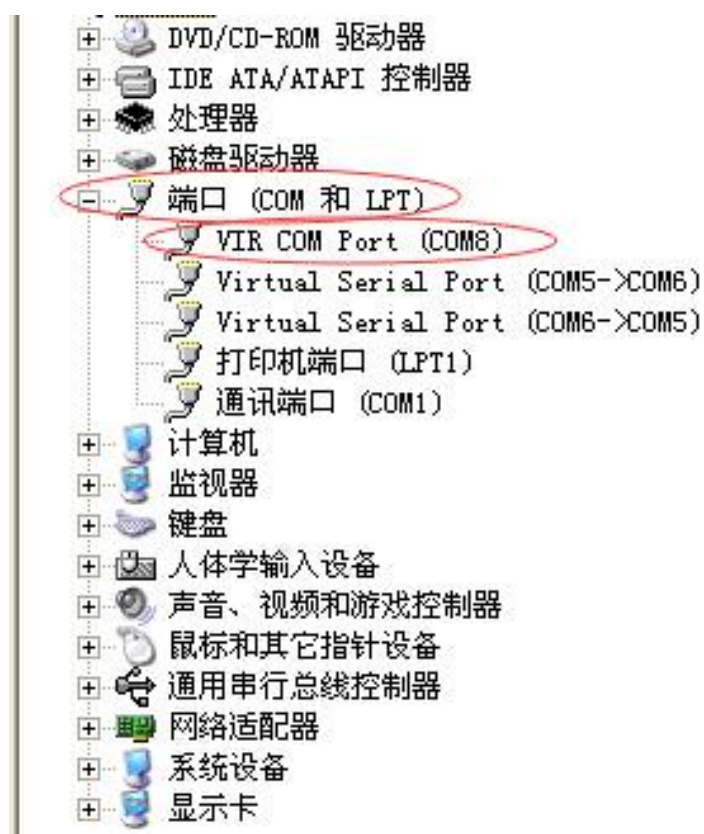 DVD/CD-ROM 驱动器
IDE ATA/ATAPI 控制器
处理器
磁盘驱动器
端口 (COM 和 LPT)
VIR COM Port (COM8)
Virtual Serial Port (COM5->COM6)
Virtual Serial Port (COM6->COM5)
打印机端口 (LPT1)
通讯端口 (COM1)
计算机
监视器
键盘
人体学输入设备
声音、视频和游戏控制器
鼠标和其它指针设备
通用串行总线控制器
网络适配器
系统设备
显示卡